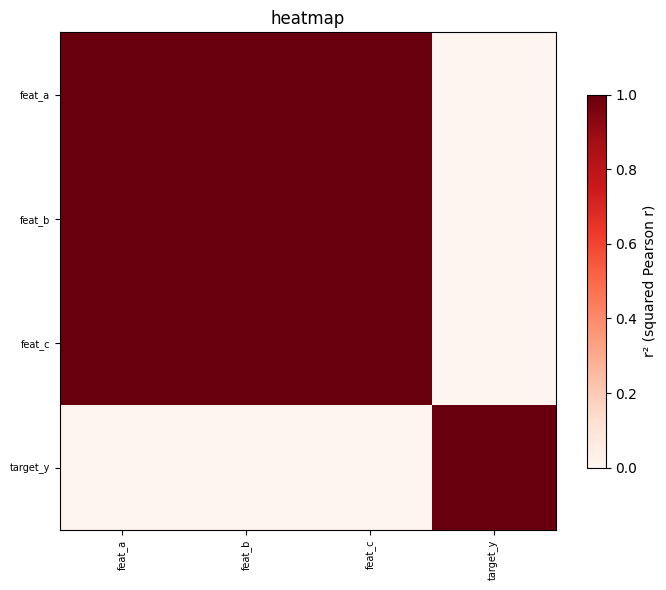 heatmap
feat_a
feat_b
feat_c
target_y
feat_a
feat_b
feat_c
target_y
1.0
0.8
0.6
0.4
0.2
0.0
r² (squared Pearson r)